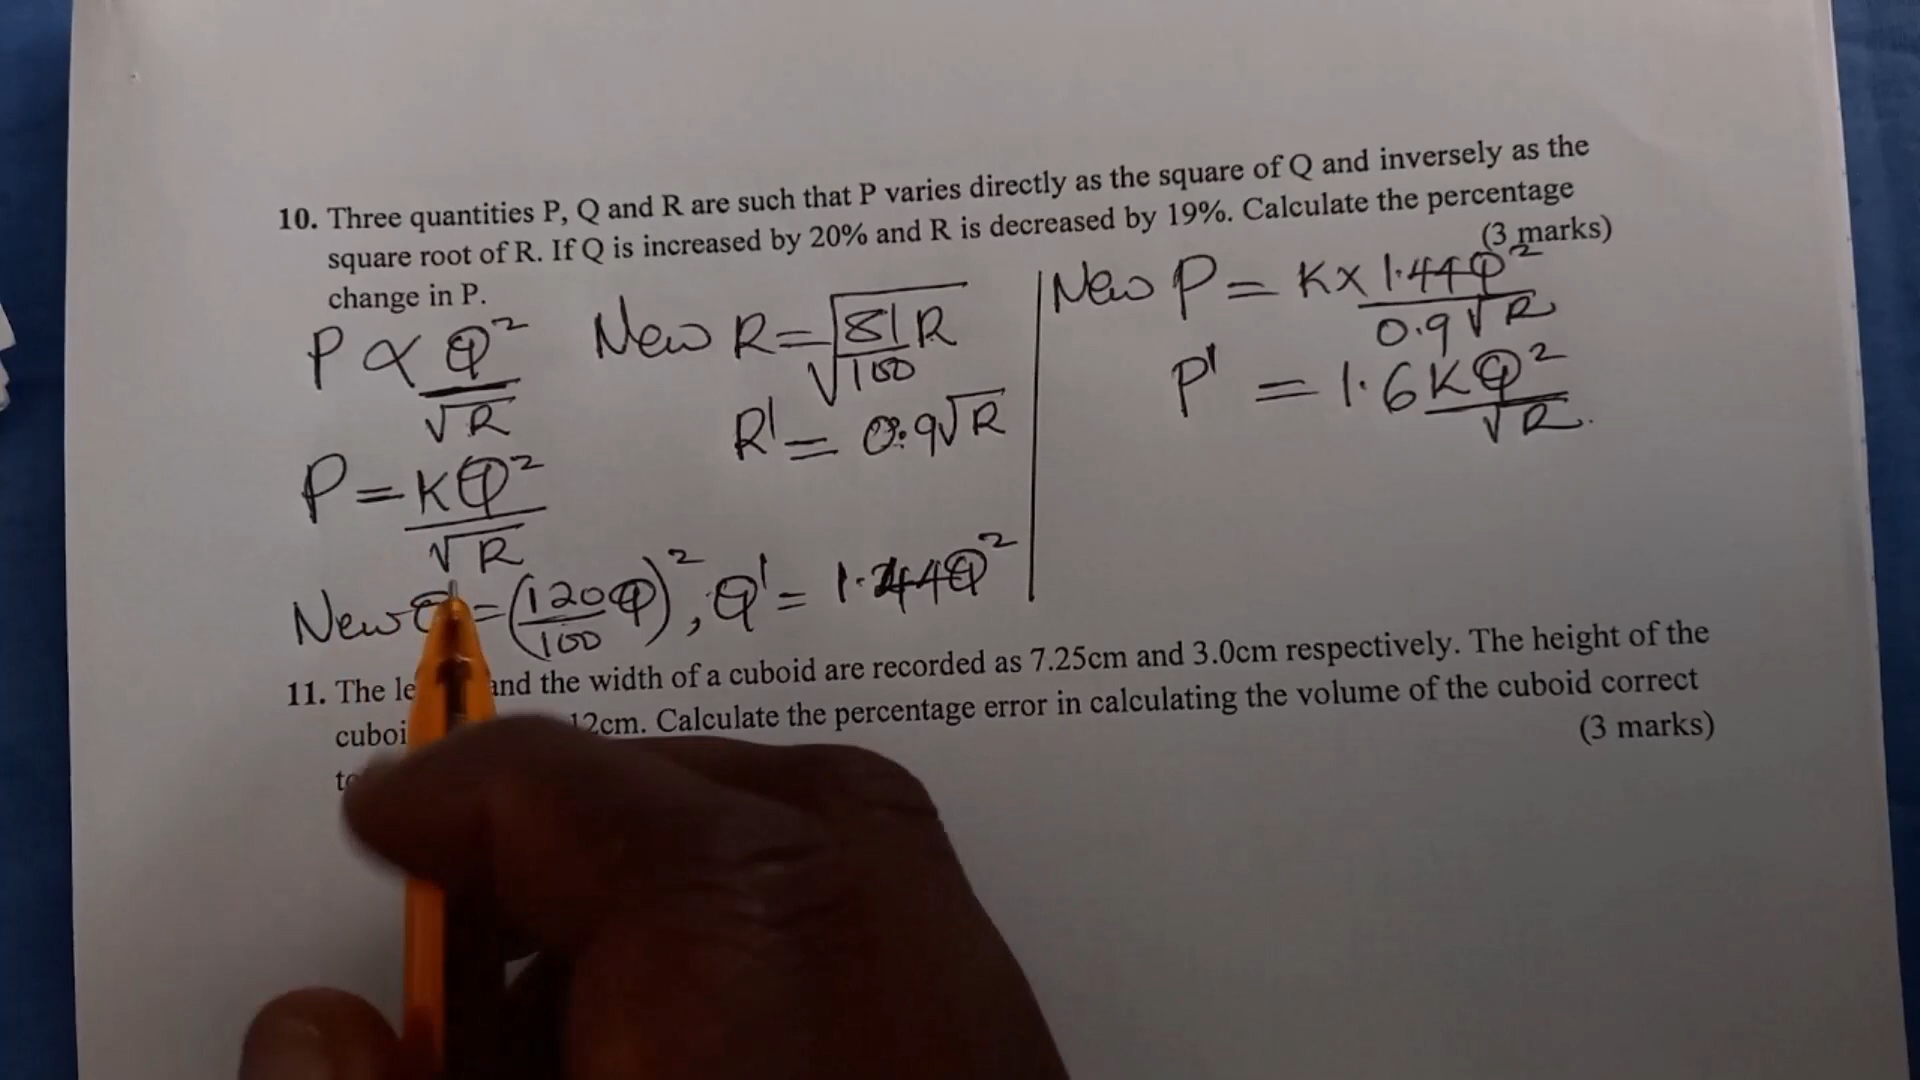 10. Three quantities P, Q and R are such that P varies directly as the square of Q and inversely as the
square root of R. If Q is increased by 20% and R is decreased by 19%. Calculate the percentage
change in P. (3 marks)
P ∝ Q²/√R
P = KQ²/√R
New Q = (120/100 Q)², Q' = 1.44Q²
New R = √(81/100 R)
R' = 0.9√R
New P = K x 1.44Q²/0.9√R
P' = 1.6KQ²/√R.
11. The and the width of a cuboid are recorded as 7.25cm and 3.0cm respectively. The height of the
12cm. Calculate the percentage error in calculating the volume of the cuboid correct
(3 marks)